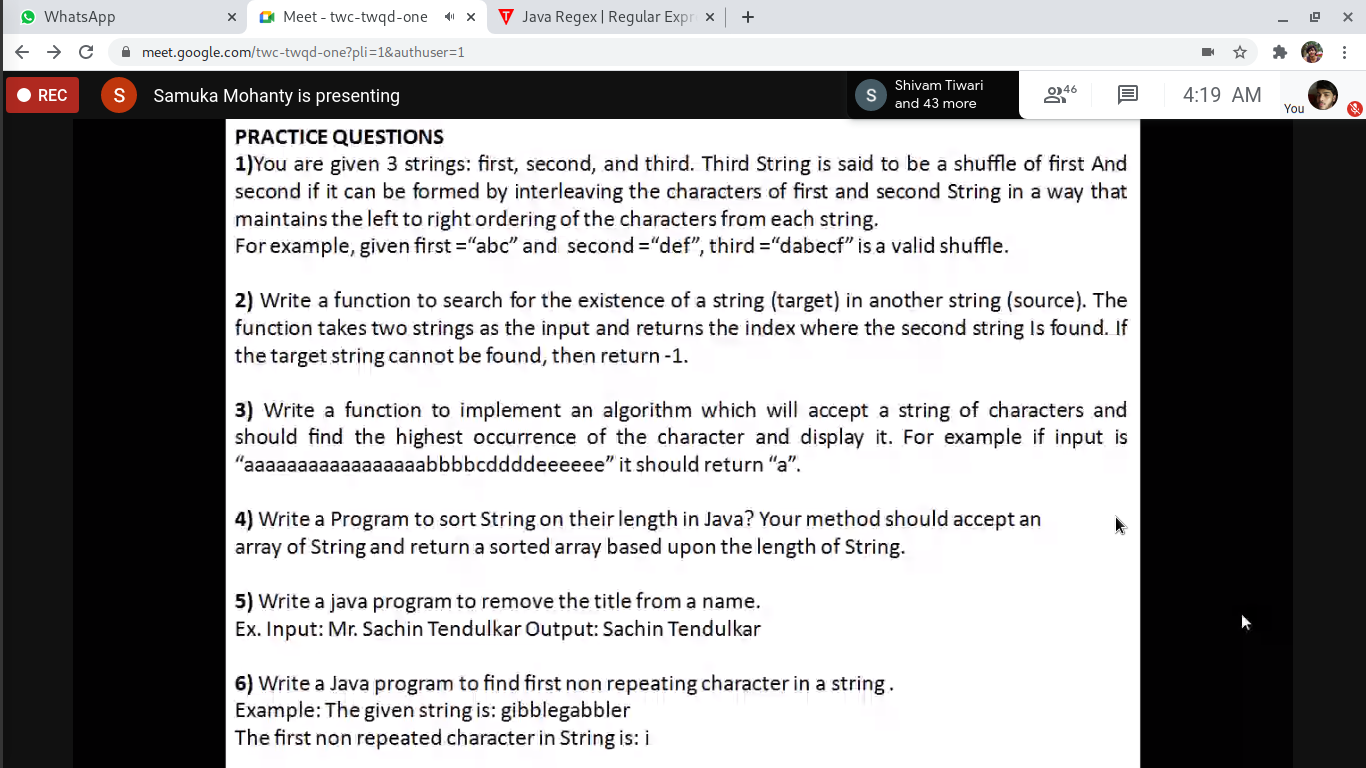 WhatsApp
Meet - twc-twqd-one
Java Regex | Regular Expr
meet.google.com/twc-twqd-one?pli=1&authuser=1
REC
S
Samuka Mohanty is presenting
S
Shivam Tiwari
and 43 more
46
4:19 AM
You
PRACTICE QUESTIONS
1)You are given 3 strings: first, second, and third. Third String is said to be a shuffle of first And
second if it can be formed by interleaving the characters of first and second String in a way that
maintains the left to right ordering of the characters from each string.
For example, given first =“abc” and second =“def”, third =“dabecf” is a valid shuffle.
2) Write a function to search for the existence of a string (target) in another string (source). The
function takes two strings as the input and returns the index where the second string Is found. If
the target string cannot be found, then return -1.
3) Write a function to implement an algorithm which will accept a string of characters and
should find the highest occurrence of the character and display it. For example if input is
“aaaaaaaaaaaaaaaaabbbbcddddeeeeee” it should return “a”.
4) Write a Program to sort String on their length in Java? Your method should accept an
array of String and return a sorted array based upon the length of String.
5) Write a java program to remove the title from a name.
Ex. Input: Mr. Sachin Tendulkar Output: Sachin Tendulkar
6) Write a Java program to find first non repeating character in a string .
Example: The given string is: gibblegabbler
The first non repeated character in String is: i